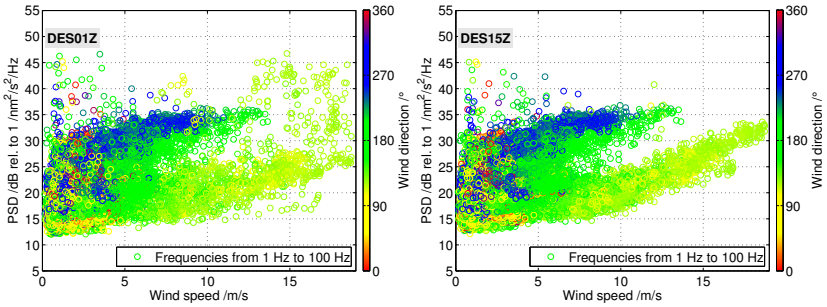 DES01Z
PSD /dB rel. to 1 /nm²/s²/Hz
55
50
45
40
35
30
25
20
15
10
5
0 5 10 15
Wind speed /m/s
Frequencies from 1 Hz to 100 Hz
360
270
180
90
0
Wind direction /°
DES15Z
PSD /dB rel. to 1 /nm²/s²/Hz
55
50
45
40
35
30
25
20
15
10
5
0 5 10 15
Wind speed /m/s
Frequencies from 1 Hz to 100 Hz
360
270
180
90
0
Wind direction /°